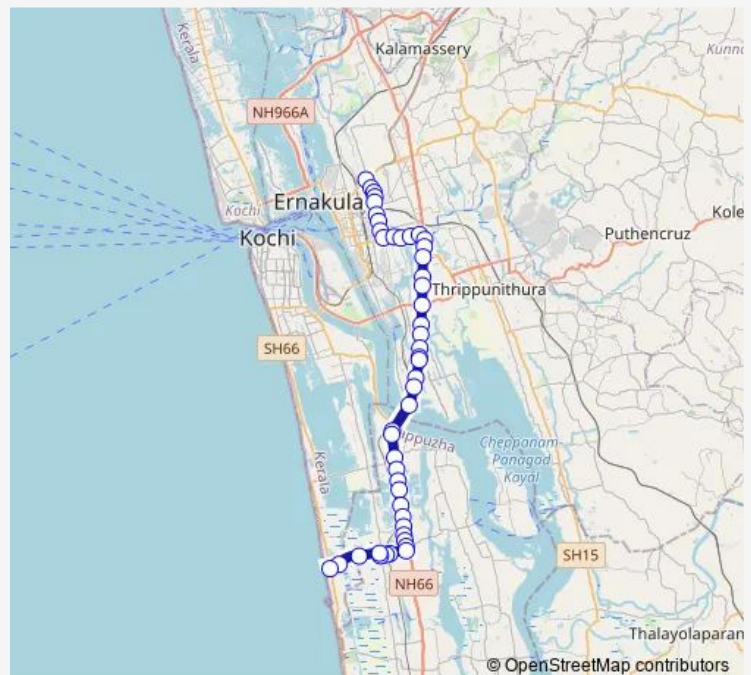 Kerala
Kalamassery
Kunn
NH966A
Ernakula
Kochi
Kochi
Puthencruz
Kole
Thrippunithura
SH66
Kerala
ippuzha
Cheppanam-
Panagad
Kayal
SH15
NH66
Thalayolaparan
© OpenStreetMap contributors